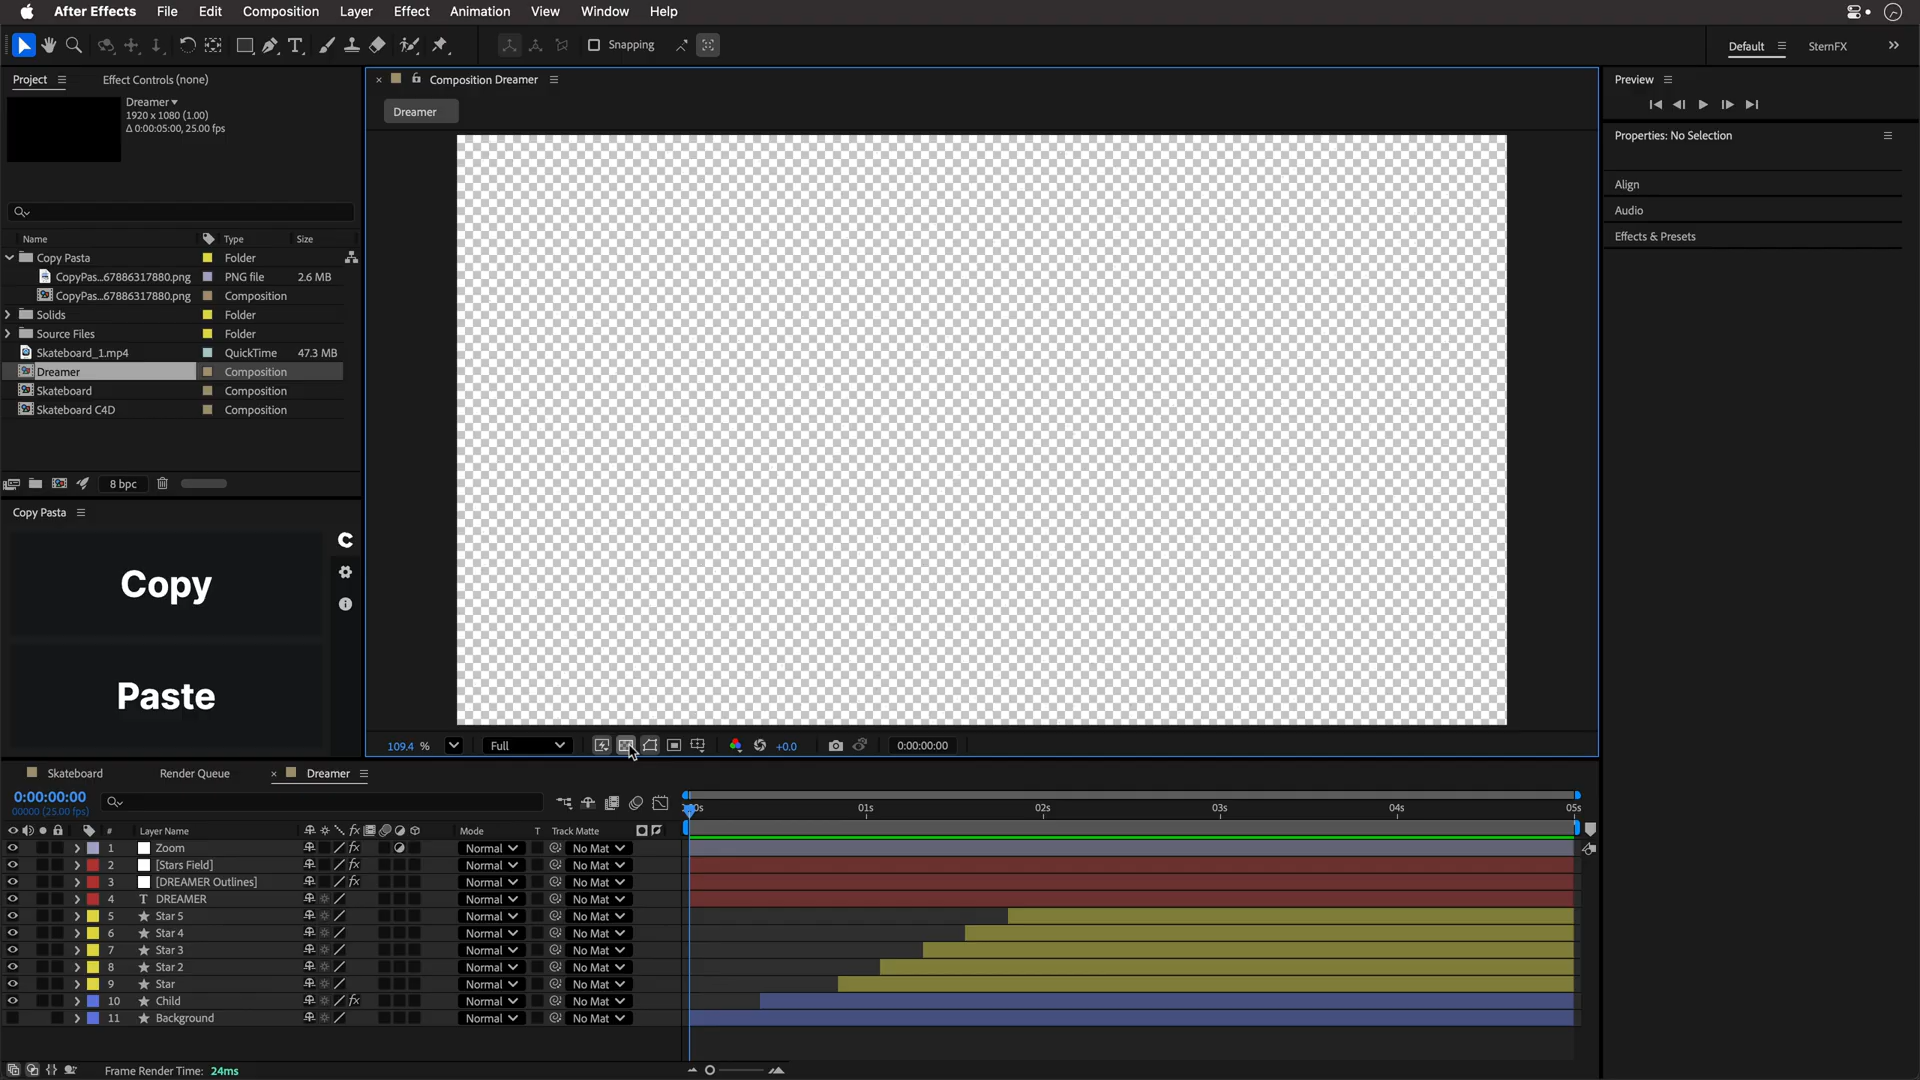 After Effects File Edit Composition Layer Effect Animation View Window Help
Snapping
Default SternFX
Project Effect Controls (none)
Dreamer
1920 x 1080 (1.00)
Δ 0:00:05:00, 25.00 fps
Name Type Size
Copy Pasta Folder
CopyPas...67886317880.png PNG file 2.6 MB
CopyPas...67886317880.png Composition
Solids Folder
Source Files Folder
Skateboard_1.mp4 QuickTime 47.3 MB
Dreamer Composition
Skateboard Composition
Skateboard C4D Composition
8 bpc
Copy Pasta
Copy
Paste
Composition Dreamer
Dreamer
109.4 % Full +0.0 0:00:00:00
Preview
Properties: No Selection
Align
Audio
Effects & Presets
Skateboard Render Queue Dreamer
0:00:00:00
00000 (25.00 fps)
:00s 01s 02s 03s 04s 05s
# Layer Name fx Mode T Track Matte
1 Zoom fx Normal No Mat
2 [Stars Field] fx Normal No Mat
3 [DREAMER Outlines] fx Normal No Mat
4 T DREAMER Normal No Mat
5 Star 5 Normal No Mat
6 Star 4 Normal No Mat
7 Star 3 Normal No Mat
8 Star 2 Normal No Mat
9 Star Normal No Mat
10 Child fx Normal No Mat
11 Background Normal No Mat
Frame Render Time: 24ms